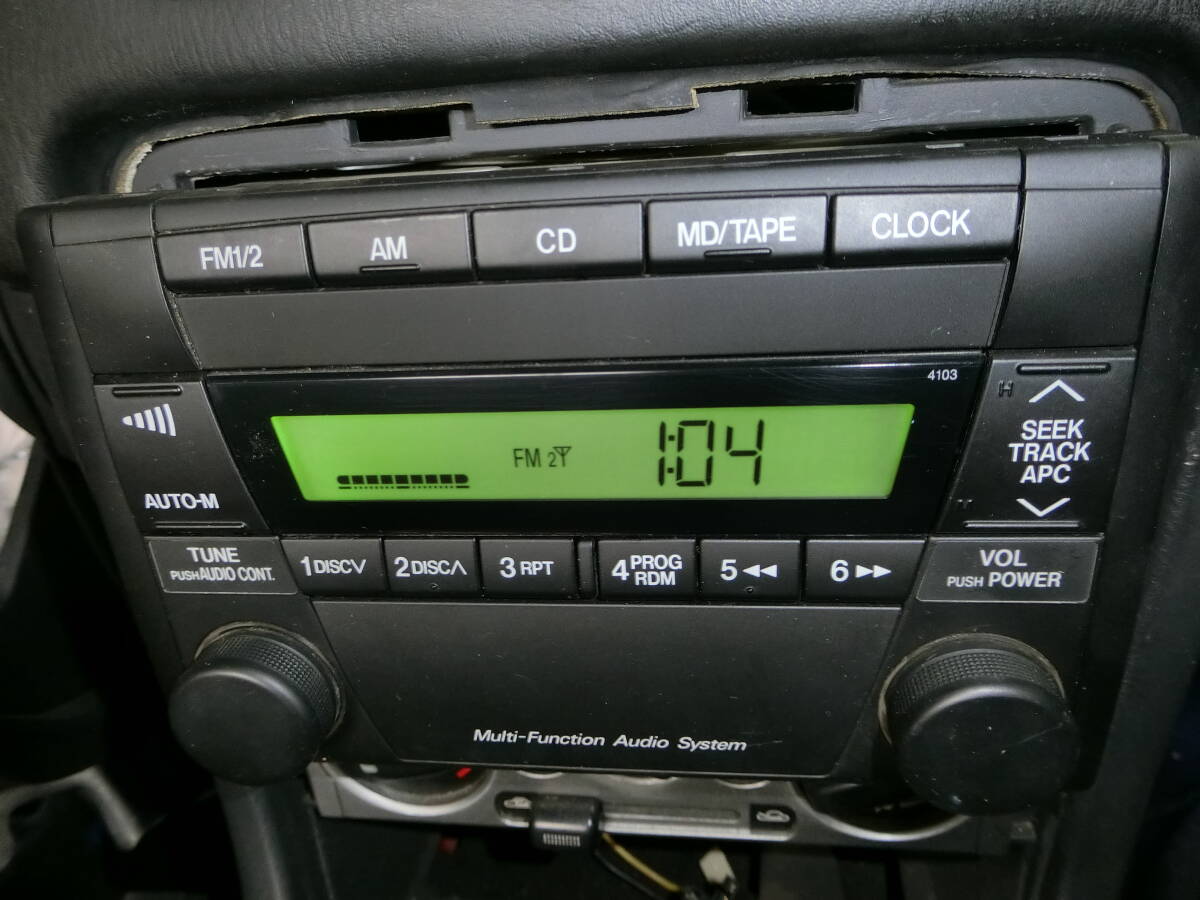 FM1/2
AM
CD
MD/TAPE
CLOCK
4103
FM 2
1:04
AUTO-M
H
SEEK
TRACK
APC
TUNE
PUSH AUDIO CONT.
1 DISC
2 DISC
3 RPT
4 PROG
RDM
5
6
VOL
PUSH POWER
Multi-Function Audio System